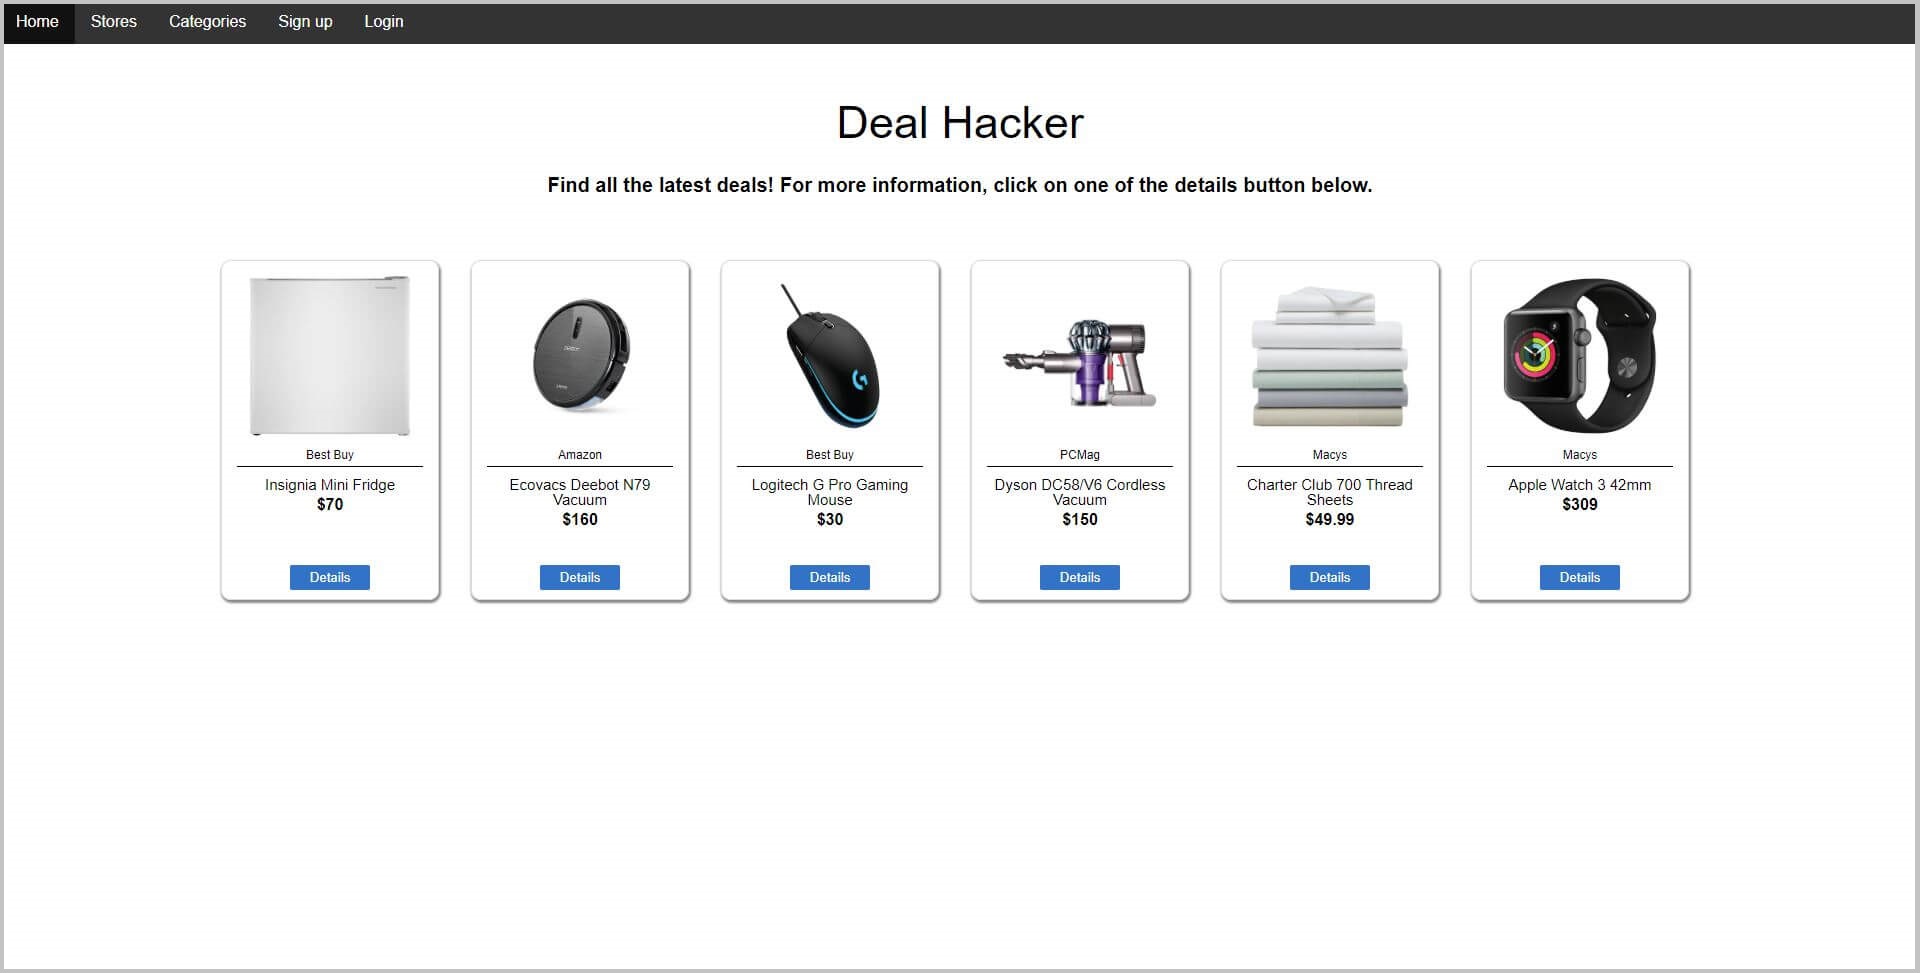 Home Stores Categories Sign up Login
Deal Hacker
Find all the latest deals! For more information, click on one of the details button below.
Best Buy
Insignia Mini Fridge
$70
Details
Amazon
Ecovacs Deebot N79
Vacuum
$160
Details
Best Buy
Logitech G Pro Gaming
Mouse
$30
Details
PCMag
Dyson DC58/V6 Cordless
Vacuum
$150
Details
Macys
Charter Club 700 Thread
Sheets
$49.99
Details
Macys
Apple Watch 3 42mm
$309
Details